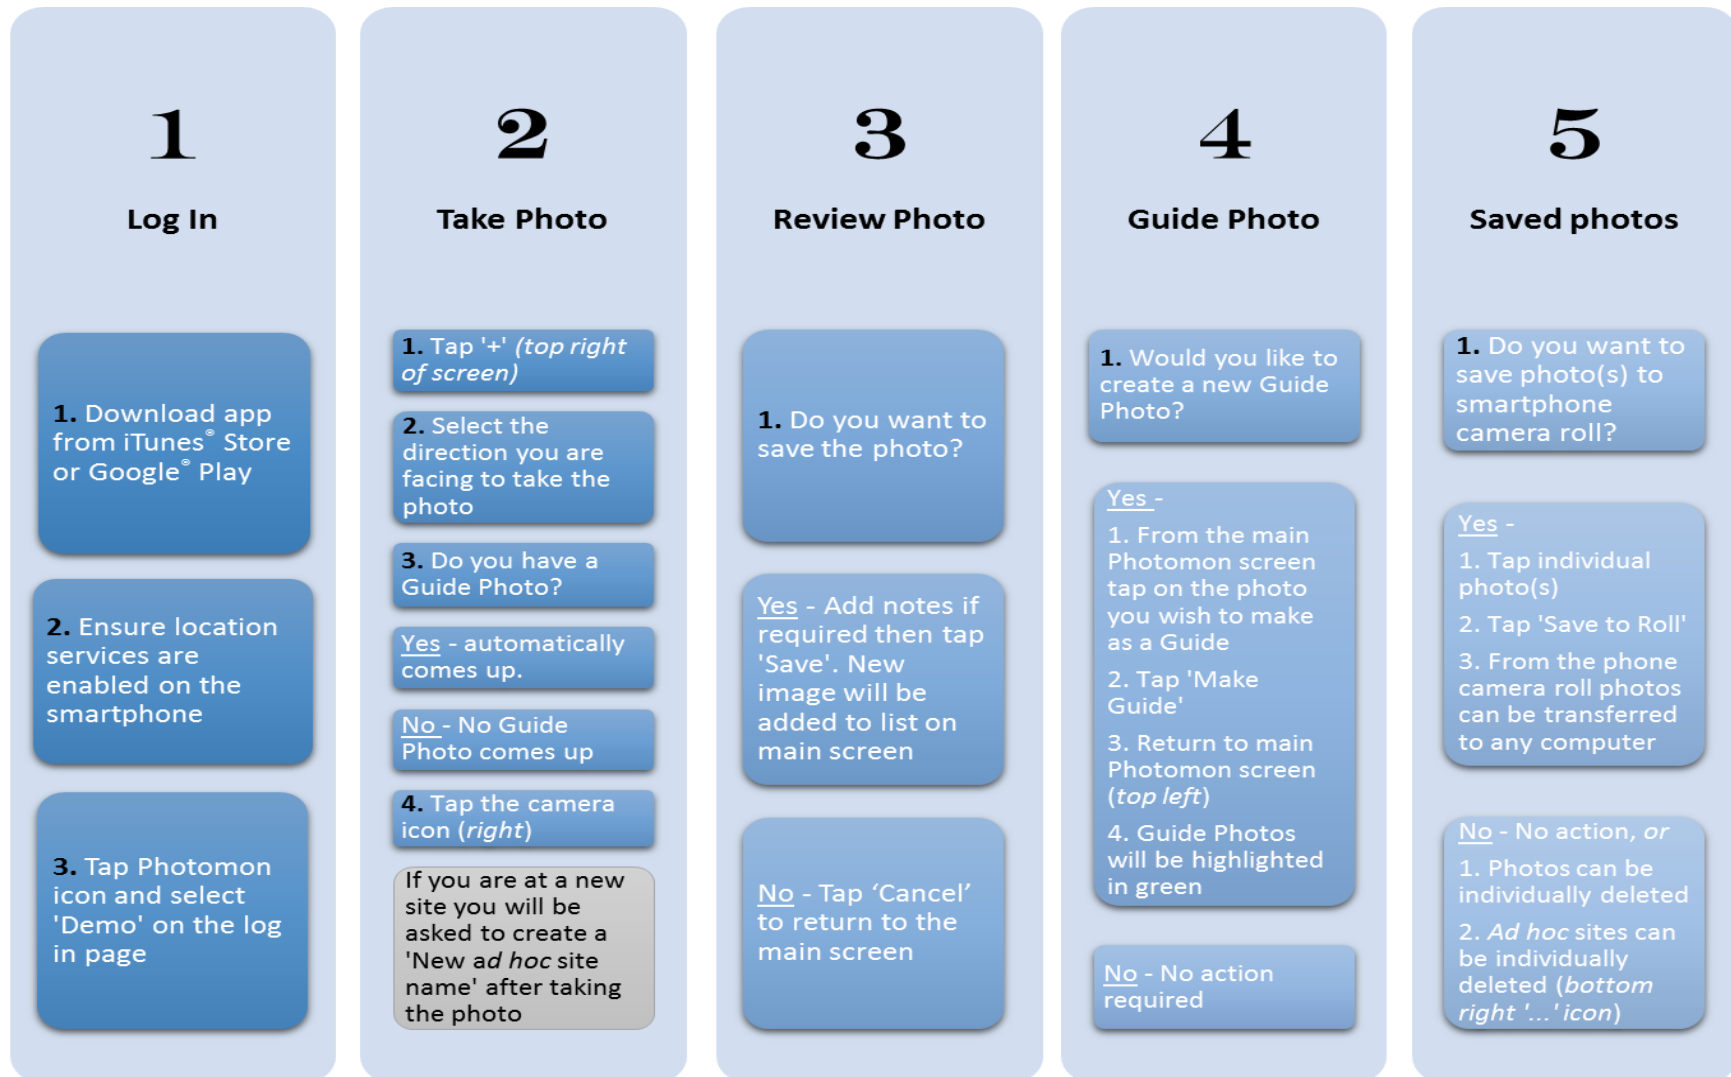 1
Log In
1. Download app
from iTunes® Store
or Google® Play
2. Ensure location
services are
enabled on the
smartphone
3. Tap Photomon
icon and select
'Demo' on the log
in page
2
Take Photo
1. Tap '+' (top right
of screen)
2. Select the
direction you are
facing to take the
photo
3. Do you have a
Guide Photo?
Yes - automatically
comes up.
No - No Guide
Photo comes up
4. Tap the camera
icon (right)
If you are at a new
site you will be
asked to create a
'New ad hoc site
name' after taking
the photo
3
Review Photo
1. Do you want to
save the photo?
Yes - Add notes if
required then tap
'Save'. New
image will be
added to list on
main screen
No - Tap ‘Cancel’
to return to the
main screen
4
Guide Photo
1. Would you like to
create a new Guide
Photo?
Yes -
1. From the main
Photomon screen
tap on the photo
you wish to make
as a Guide
2. Tap 'Make
Guide'
3. Return to main
Photomon screen
(top left)
4. Guide Photos
will be highlighted
in green
No - No action
required
5
Saved photos
1. Do you want to
save photo(s) to
smartphone
camera roll?
Yes -
1. Tap individual
photo(s)
2. Tap 'Save to Roll'
3. From the phone
camera roll photos
can be transferred
to any computer
No - No action, or
1. Photos can be
individually deleted
2. Ad hoc sites can
be individually
deleted (bottom
right '...' icon)